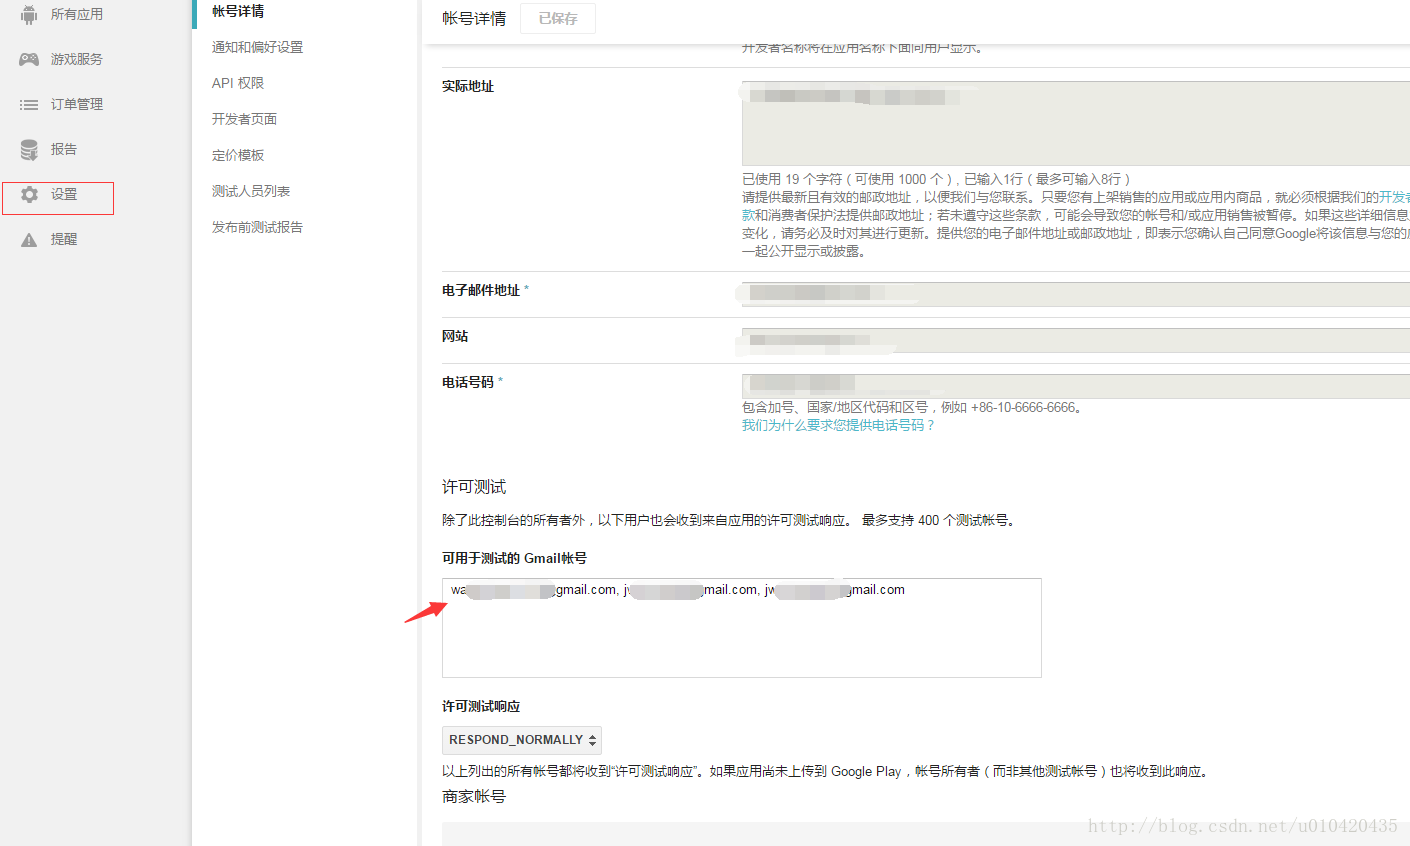 所有应用
游戏服务
订单管理
报告
设置
提醒
帐号详情
通知和偏好设置
API 权限
开发者页面
定价模板
测试人员列表
发布前测试报告
帐号详情 已保存
开发者名称将在应用名称下面向用户显示。
实际地址
已使用 19 个字符（可使用 1000 个）, 已输入1行（最多可输入8行）
请提供最新且有效的邮政地址，以便我们与您联系。只要您有上架销售的应用或应用内商品，就必须根据我们的开发者
款和消费者保护法提供邮政地址；若未遵守这些条款，可能会导致您的帐号和/或应用销售被暂停。如果这些详细信息
变化，请务必及时对其进行更新。提供您的电子邮件地址或邮政地址，即表示您确认自己同意Google将该信息与您的
一起公开显示或披露。
电子邮件地址 *
网站
电话号码 *
包含加号、国家/地区代码和区号，例如 +86-10-6666-6666。
我们为什么要求您提供电话号码？
许可测试
除了此控制台的所有者外，以下用户也会收到来自应用的许可测试响应。 最多支持 400 个测试帐号。
可用于测试的 Gmail帐号
wa gmail.com, j mail.com, jw gmail.com
许可测试响应
RESPOND_NORMALLY
以上列出的所有帐号都将收到“许可测试响应”。如果应用尚未上传到 Google Play，帐号所有者（而非其他测试帐号）也将收到此响应。
商家帐号
http://blog.csdn.net/u010420435